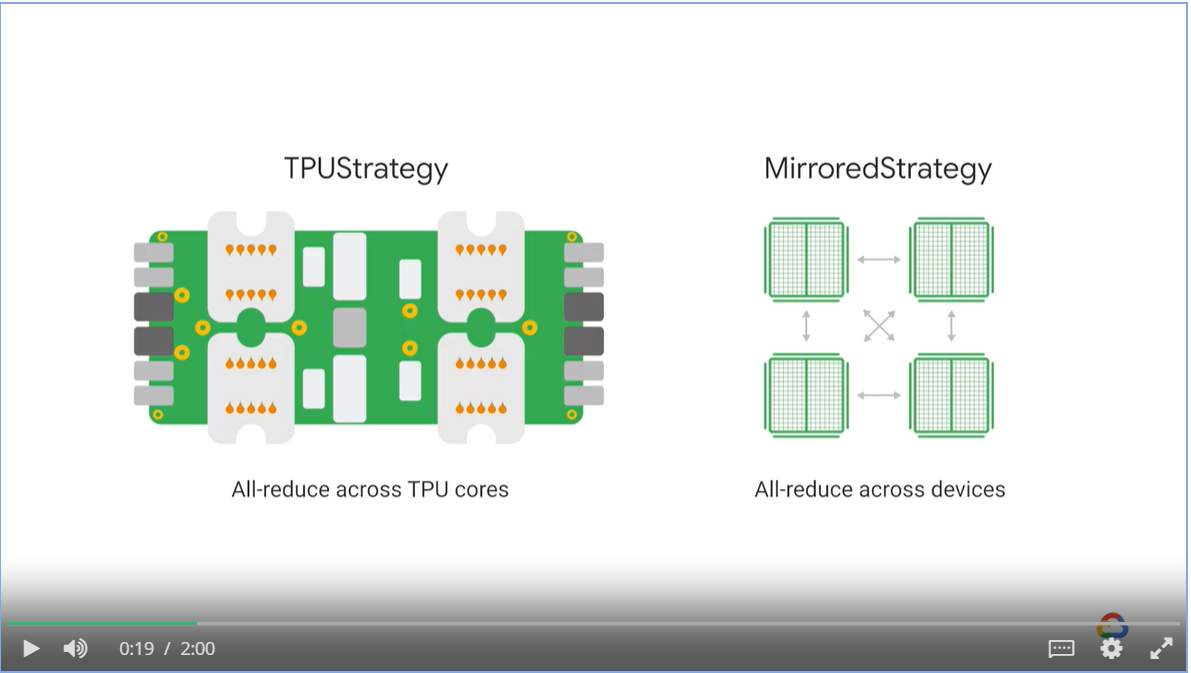 TPUStrategy
MirroredStrategy
All-reduce across TPU cores
All-reduce across devices
0:19 / 2:00